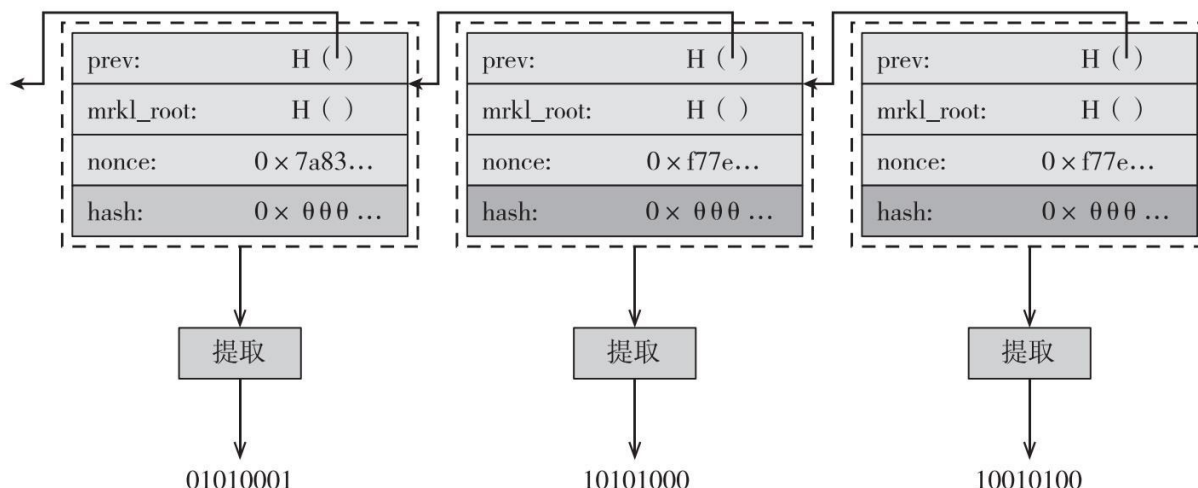 prev: H ( )
mrkl_root: H ( )
nonce: 0×7a83...
hash: 0× θθθ...
提取
01010001
prev: H ( )
mrkl_root: H ( )
nonce: 0×f77e...
hash: 0× θθθ...
提取
10101000
prev: H ( )
mrkl_root: H ( )
nonce: 0×f77e...
hash: 0× θθθ...
提取
10010100